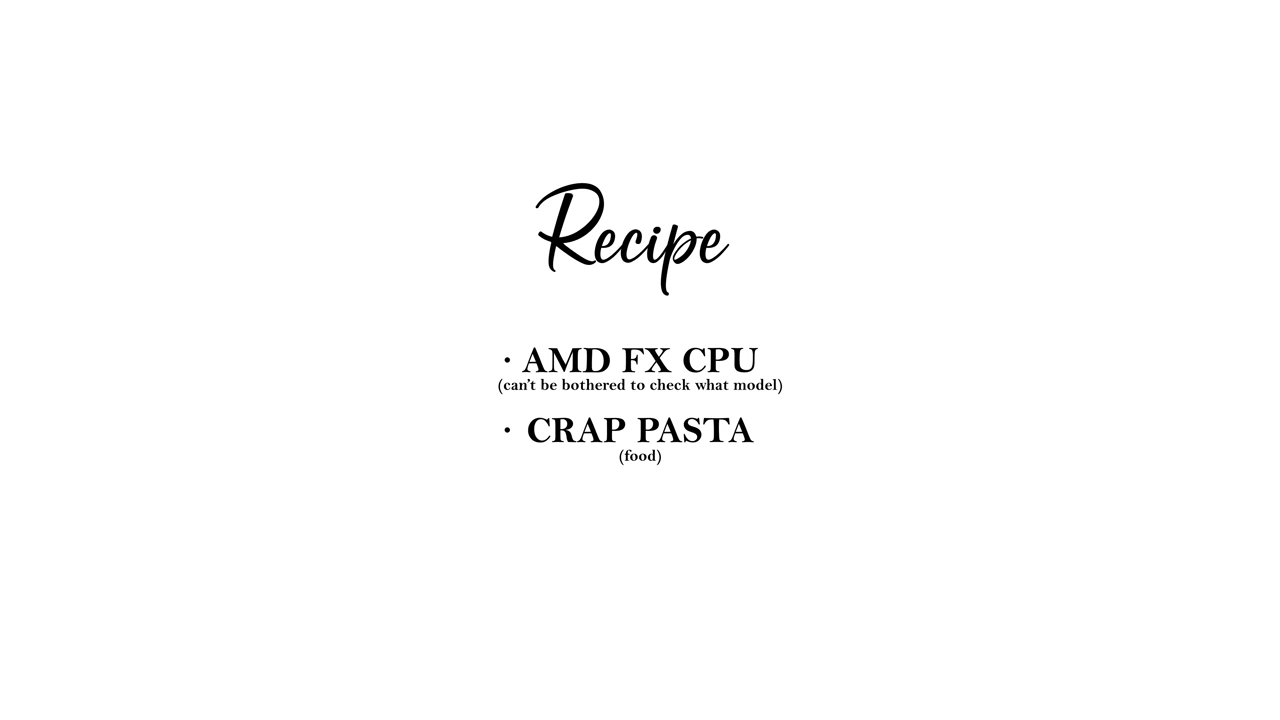 Recipe
· AMD FX CPU
(can't be bothered to check what model)
· CRAP PASTA
(food)